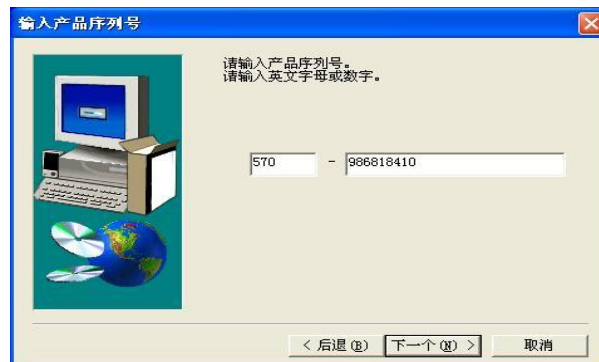 输入产品序列号
请输入产品序列号。
请输入英文字母或数字。
570 - 986818410
< 后退(B) 下一个(N) > 取消